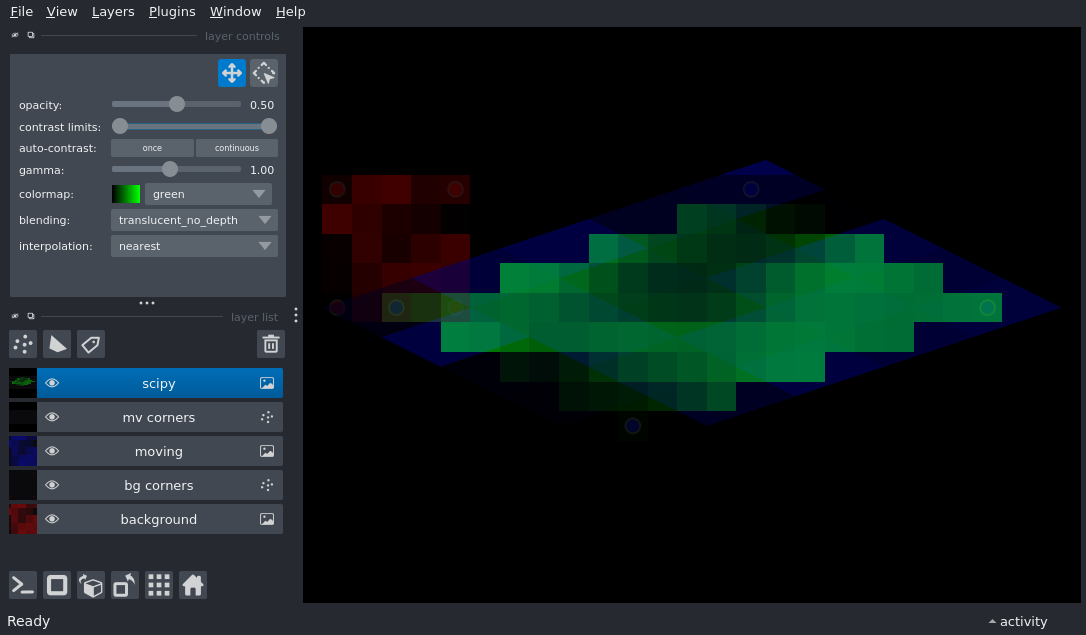 File View Layers Plugins Window Help
layer controls
opacity: 0.50
contrast limits:
auto-contrast: once continuous
gamma: 1.00
colormap: green
blending: translucent_no_depth
interpolation: nearest
layer list
scipy
mv corners
moving
bg corners
background
Ready activity